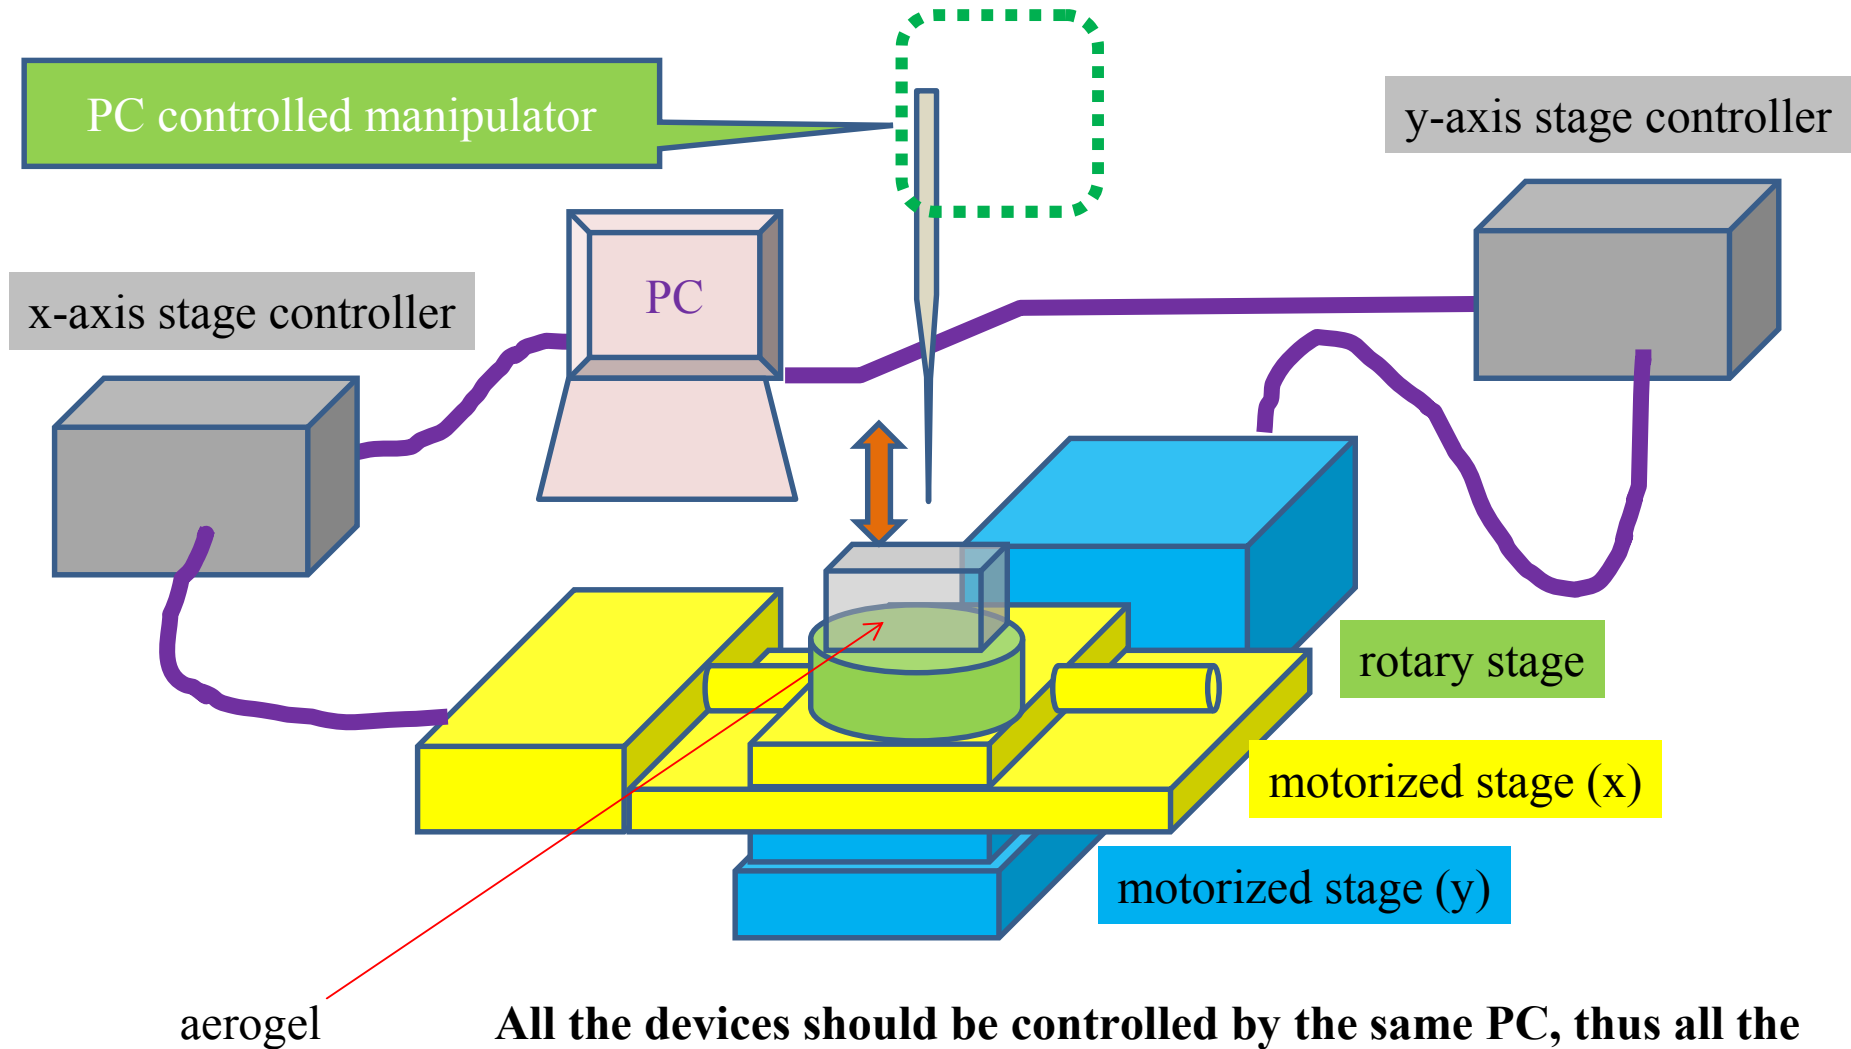 PC controlled manipulator
y-axis stage controller
x-axis stage controller
PC
rotary stage
motorized stage (x)
motorized stage (y)
aerogel
All the devices should be controlled by the same PC, thus all the